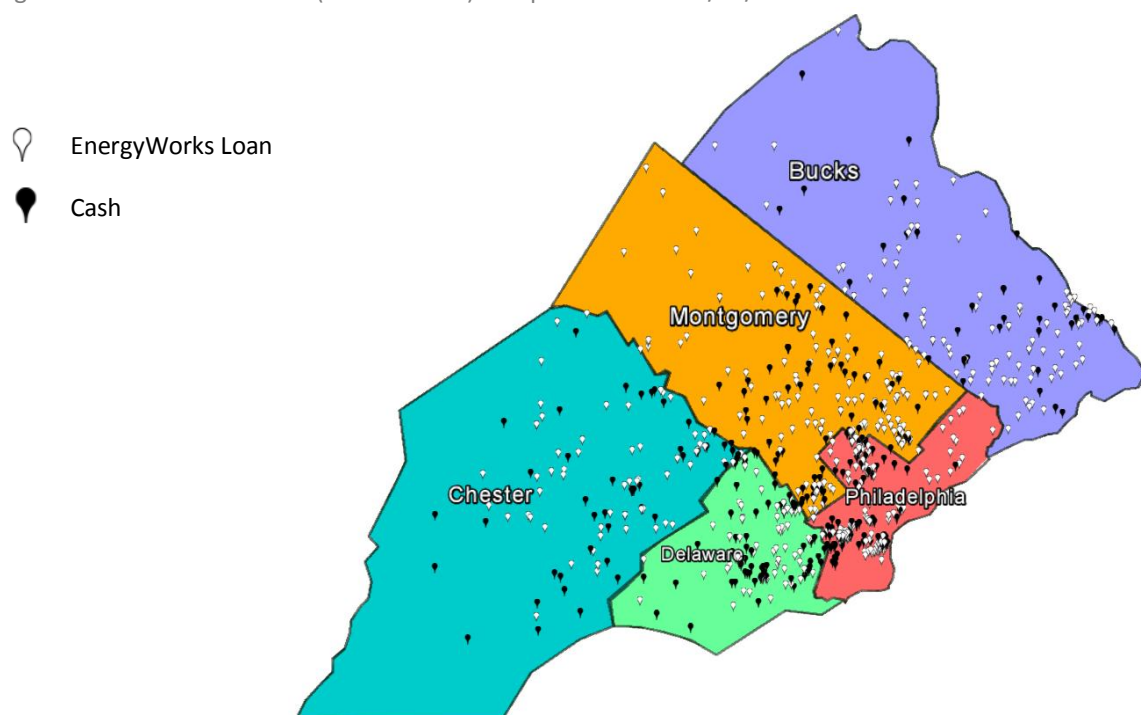 EnergyWorks Loan
Cash
Bucks
Montgomery
Chester
Philadelphia
Delaware